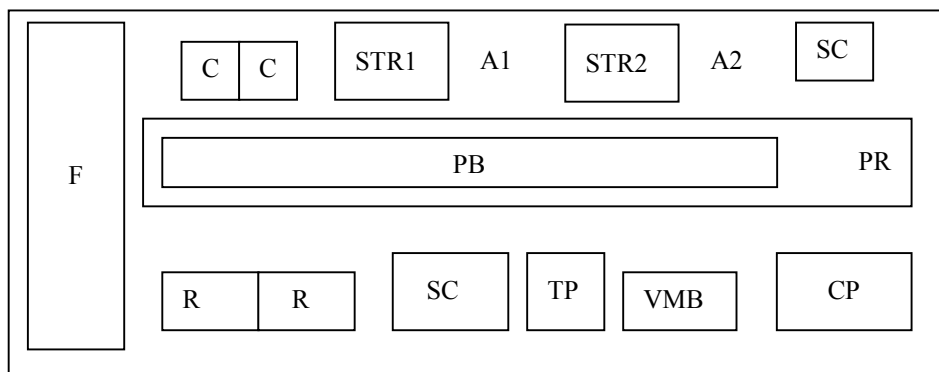 C C STR1 A1 STR2 A2 SC
F PB PR
R R SC TP VMB CP